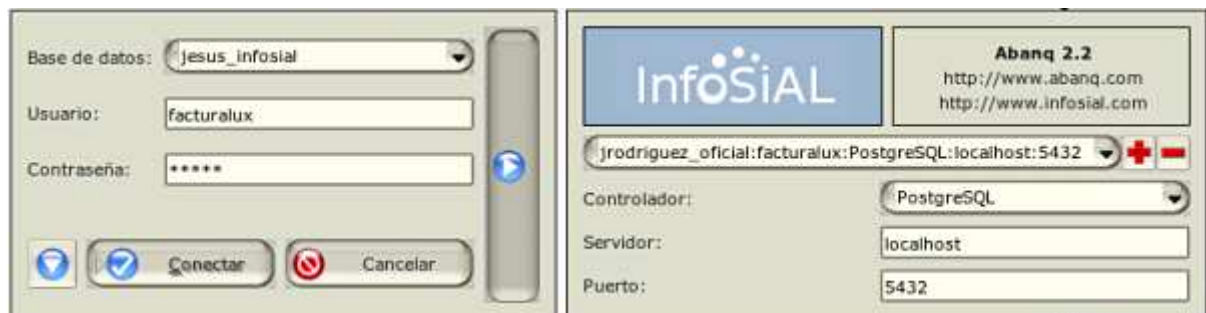 Base de datos: jesus_infosial
Usuario: facturalux
Contraseña: *****
Conectar Cancelar
InfoSiAL
Abanq 2.2
http://www.abanq.com
http://www.infosial.com
jrodriguez_oficial:facturalux:PostgreSQL:localhost:5432
Controlador: PostgreSQL
Servidor: localhost
Puerto: 5432